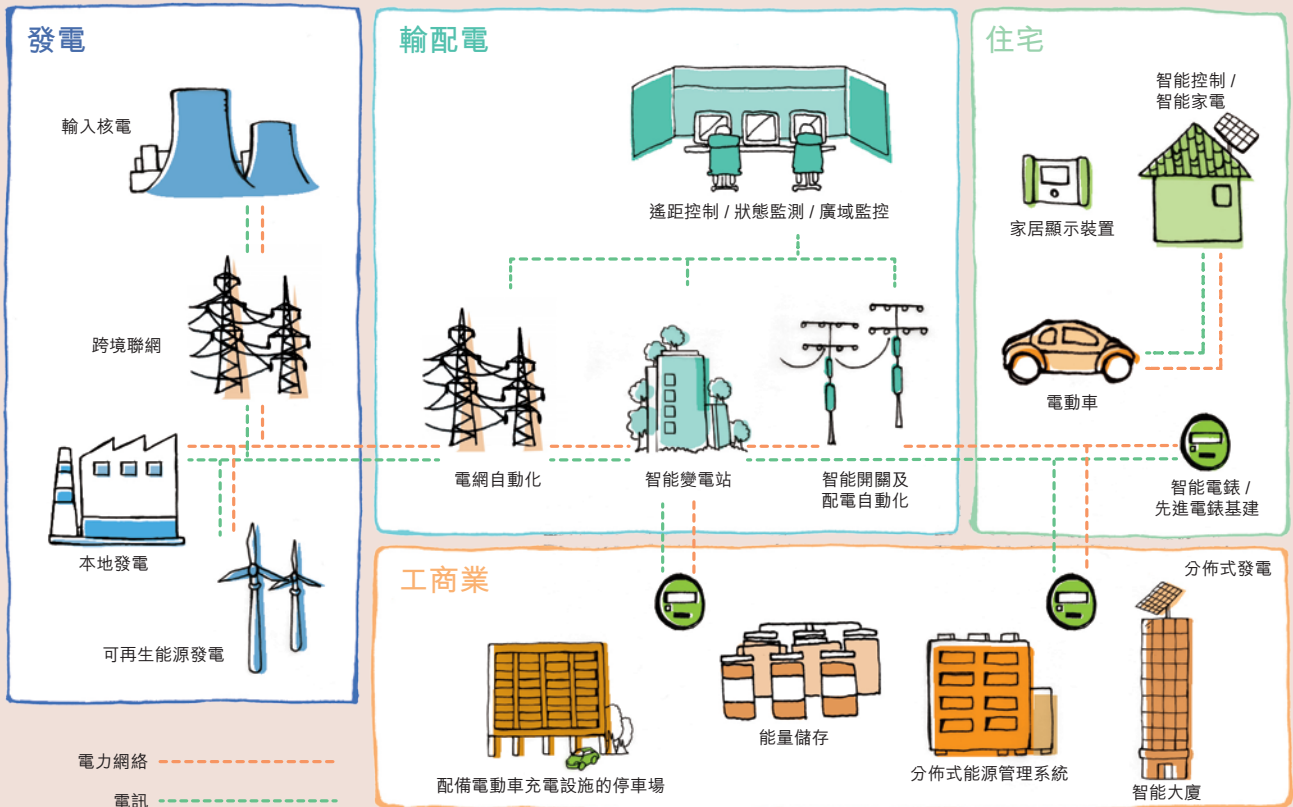 發電
輸入核電
跨境聯網
本地發電
可再生能源發電
電力網絡
電訊
輸配電
遙距控制 / 狀態監測 / 廣域監控
電網自動化
智能變電站
智能開關及
配電自動化
住宅
智能控制 /
智能家電
家居顯示裝置
電動車
智能電錶 /
先進電錶基建
工商業
分佈式發電
配備電動車充電設施的停車場
能量儲存
分佈式能源管理系統
智能大廈